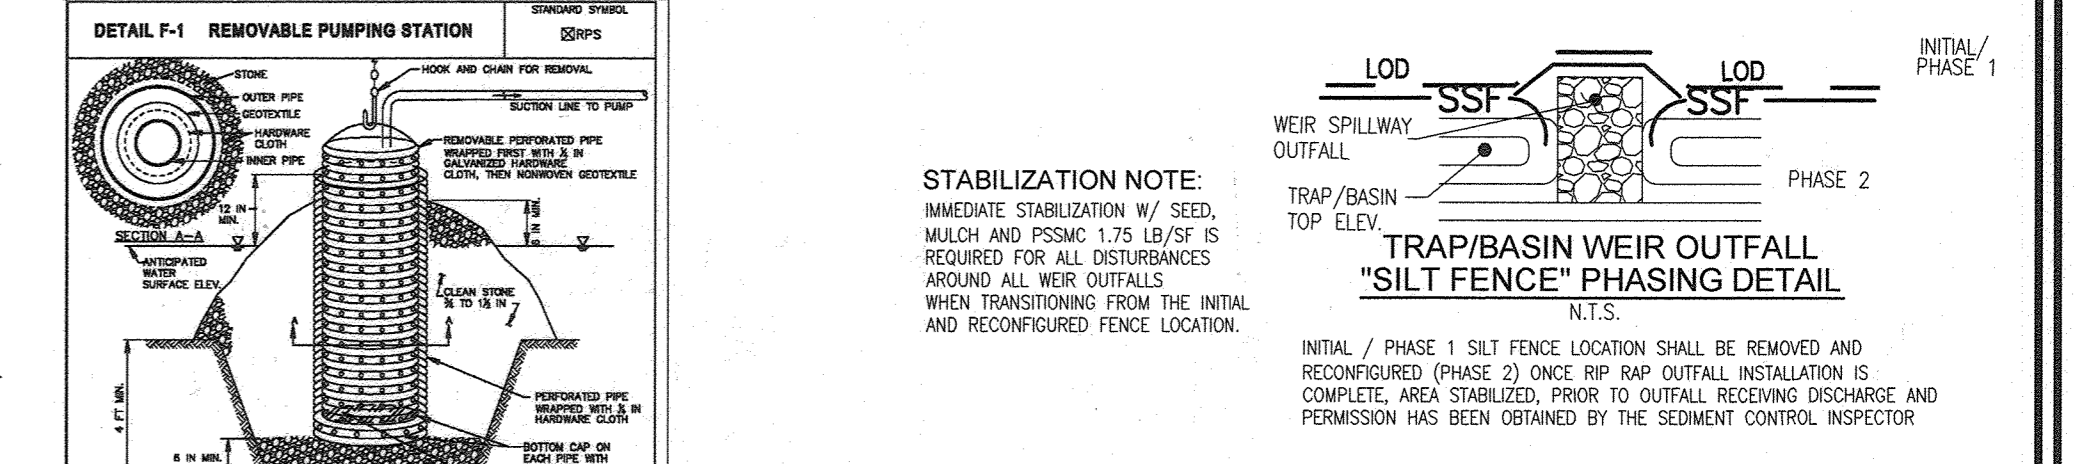 DETAIL F-1 REMOVABLE PUMPING STATION
STANDARD SYMBOL
RPS
STONE
OUTER PIPE
GEOTEXTILE
HARDWARE
CLOTH
INNER PIPE
12 IN
MIN.
SECTION A-A
ANTICIPATED
WATER
SURFACE ELEV.
HOOK AND CHAIN FOR REMOVAL
SUCTION LINE TO PUMP
REMOVABLE PERFORATED PIPE
WRAPPED FIRST WITH ½ IN
GALVANIZED HARDWARE
CLOTH, THEN NONWOVEN GEOTEXTILE
6 IN MIN.
CLEAN STONE
¾ TO 1½ IN
A
A
4 FT MIN.
PERFORATED PIPE
WRAPPED WITH ½ IN
HARDWARE CLOTH
BOTTOM CAP ON
EACH PIPE WITH
6 IN MIN.
STABILIZATION NOTE:
IMMEDIATE STABILIZATION W/ SEED,
MULCH AND PSSMC 1.75 LB/SF IS
REQUIRED FOR ALL DISTURBANCES
AROUND ALL WEIR OUTFALLS
WHEN TRANSITIONING FROM THE INITIAL
AND RECONFIGURED FENCE LOCATION.
INITIAL/
PHASE 1
LOD
LOD
SSF
SSF
WEIR SPILLWAY
OUTFALL
PHASE 2
TRAP/BASIN
TOP ELEV.
TRAP/BASIN WEIR OUTFALL
"SILT FENCE" PHASING DETAIL
N.T.S.
INITIAL / PHASE 1 SILT FENCE LOCATION SHALL BE REMOVED AND
RECONFIGURED (PHASE 2) ONCE RIP RAP OUTFALL INSTALLATION IS
COMPLETE, AREA STABILIZED, PRIOR TO OUTFALL RECEIVING DISCHARGE AND
PERMISSION HAS BEEN OBTAINED BY THE SEDIMENT CONTROL INSPECTOR